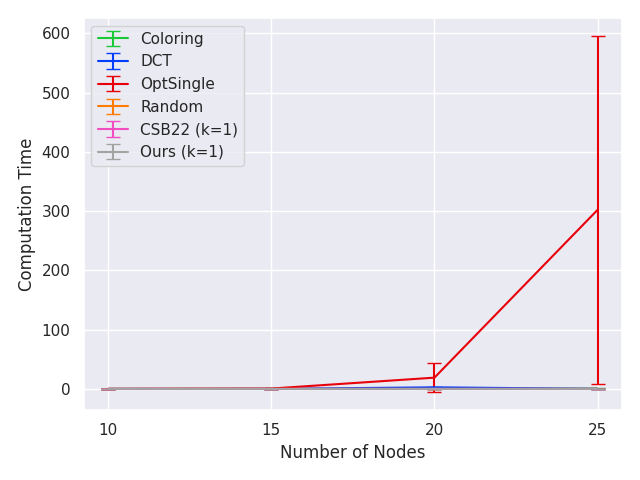 Coloring
DCT
OptSingle
Random
CSB22 (k=1)
Ours (k=1)
600
500
400
300
200
100
0
Computation Time
10
15
20
25
Number of Nodes